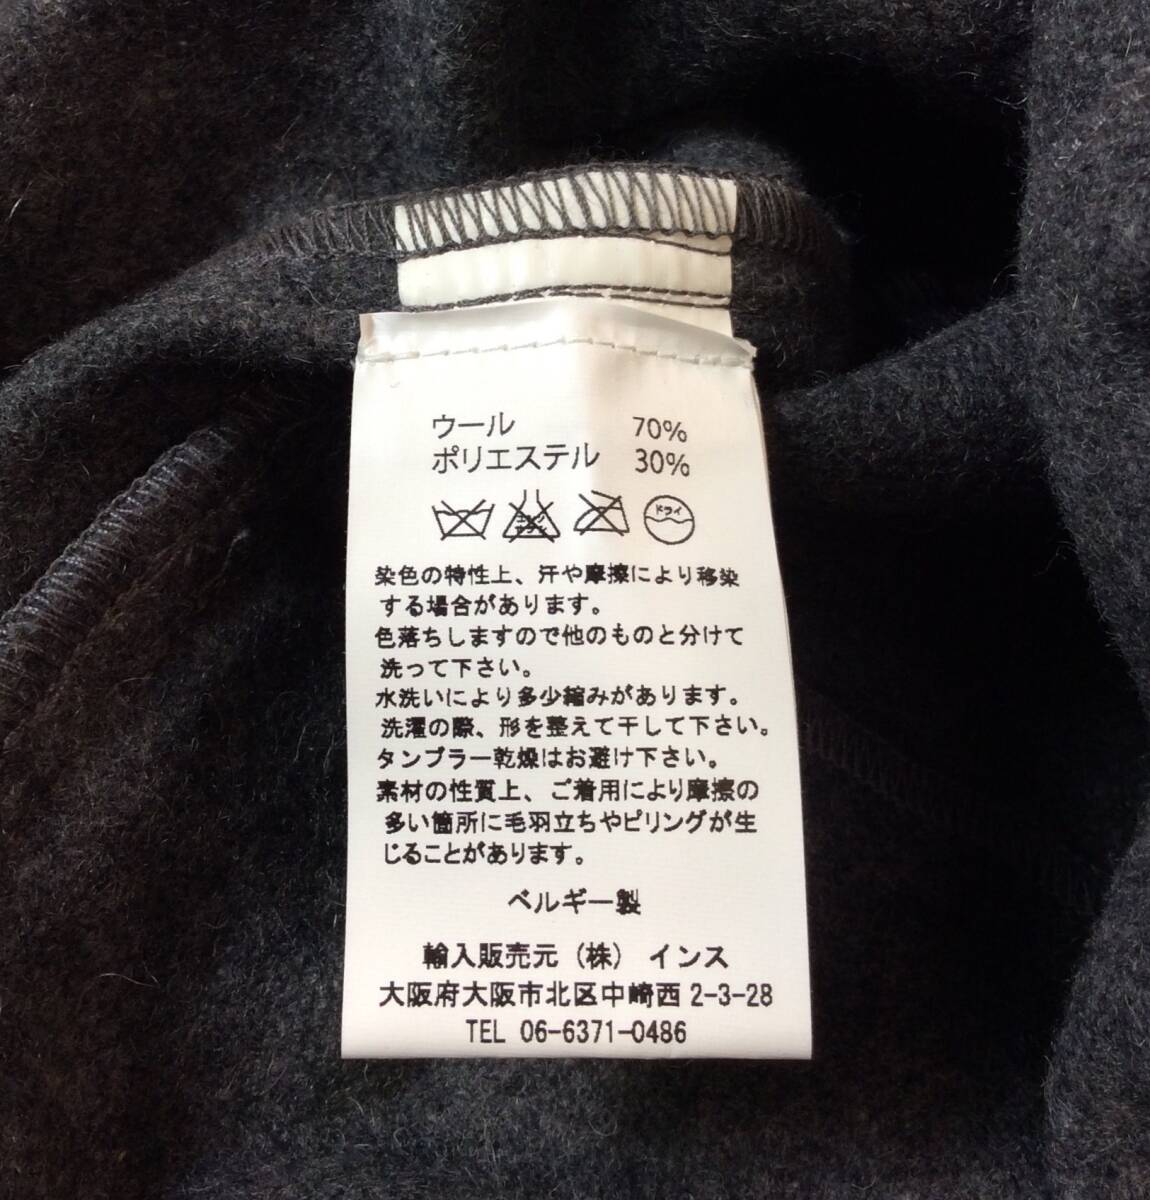 ウール 70%
ポリエステル 30%
ドライ
染色の特性上、汗や摩擦により移染
する場合があります。
色落ちしますので他のものと分けて
洗って下さい。
水洗いにより多少縮みがあります。
洗濯の際、形を整えて干して下さい。
タンブラー乾燥はお避け下さい。
素材の性質上、ご着用により摩擦の
多い箇所に毛羽立ちやピリングが生
じることがあります。
ベルギー製
輸入販売元（株）インス
大阪府大阪市北区中崎西 2-3-28
TEL 06-6371-0486